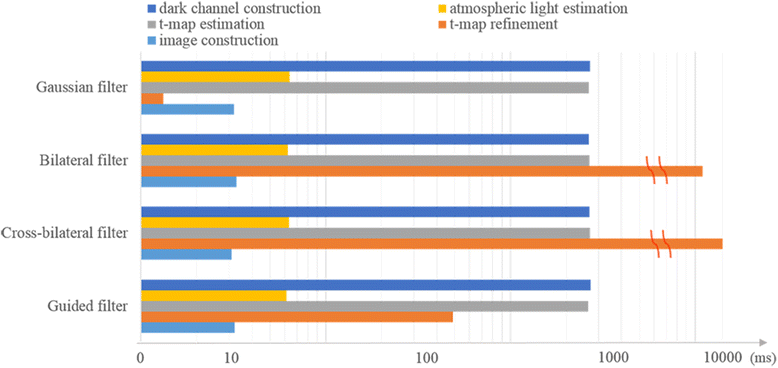 dark channel construction
atmospheric light estimation
t-map estimation
t-map refinement
image construction
Gaussian filter
Bilateral filter
Cross-bilateral filter
Guided filter
0 10 100 1000 10000 (ms)